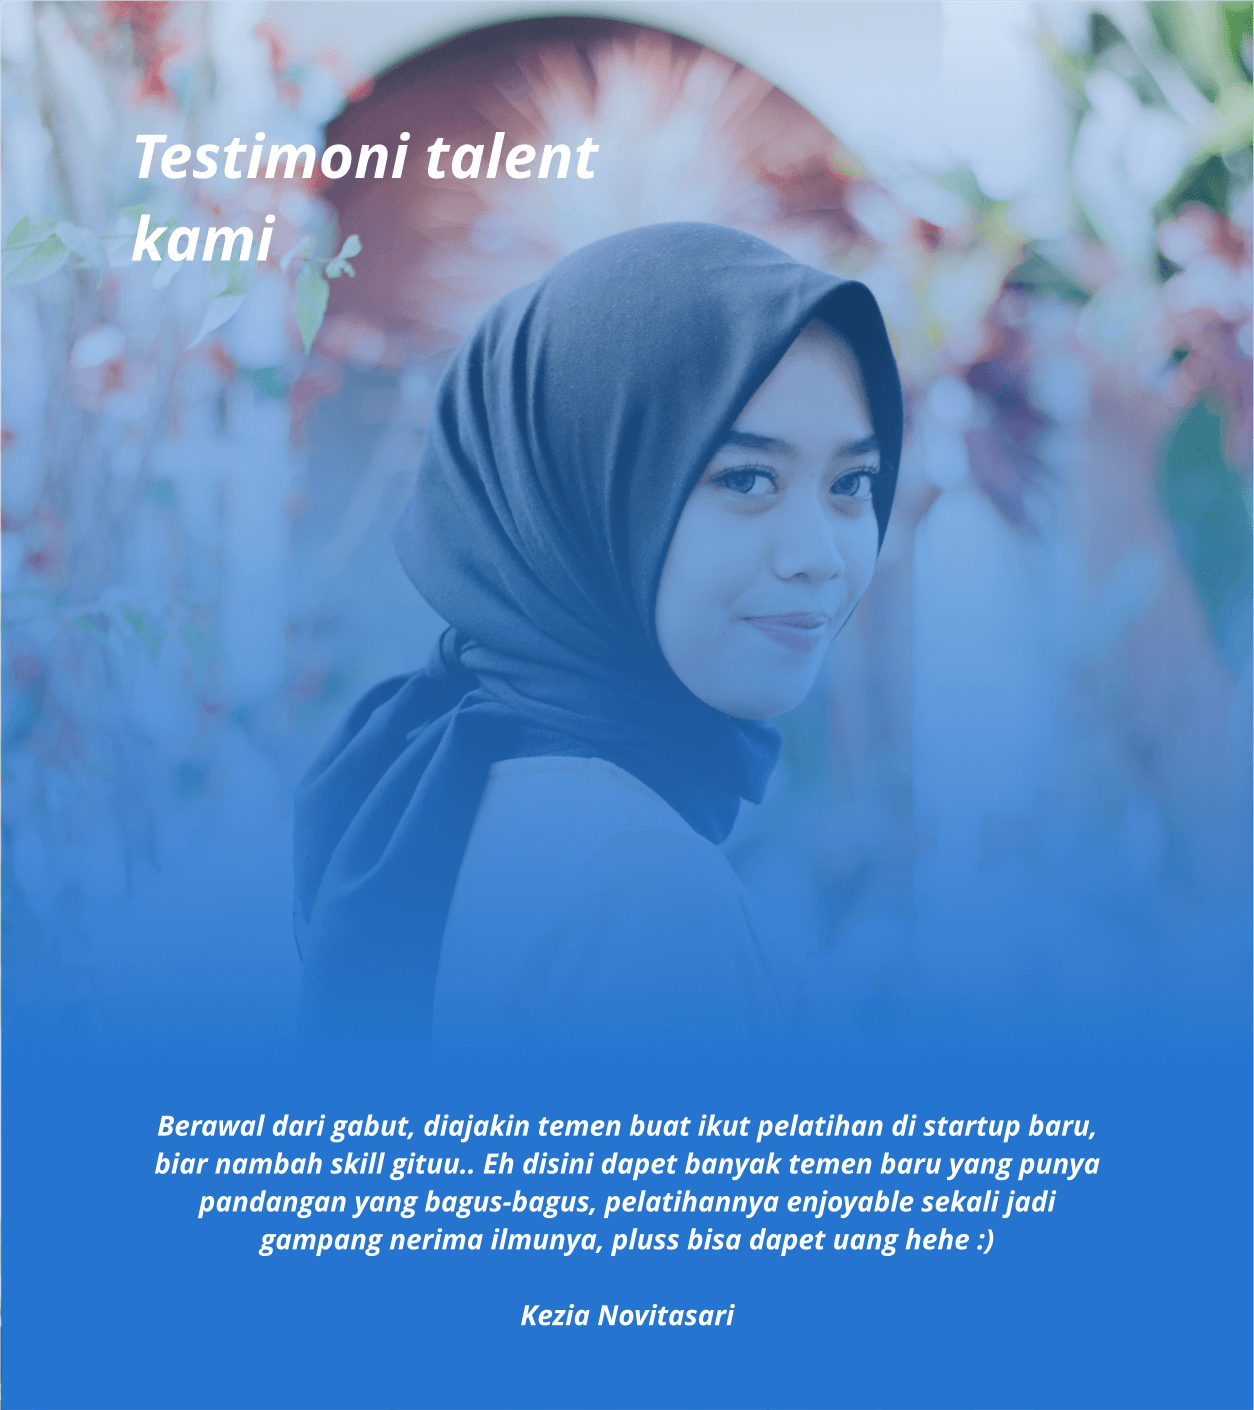 Testimoni talent
kami
Berawal dari gabut, diajakin temen buat ikut pelatihan di startup baru,
biar nambah skill gituu.. Eh disini dapet banyak temen baru yang punya
pandangan yang bagus-bagus, pelatihannya enjoyable sekali jadi
gampang nerima ilmunya, pluss bisa dapet uang hehe :)
Kezia Novitasari